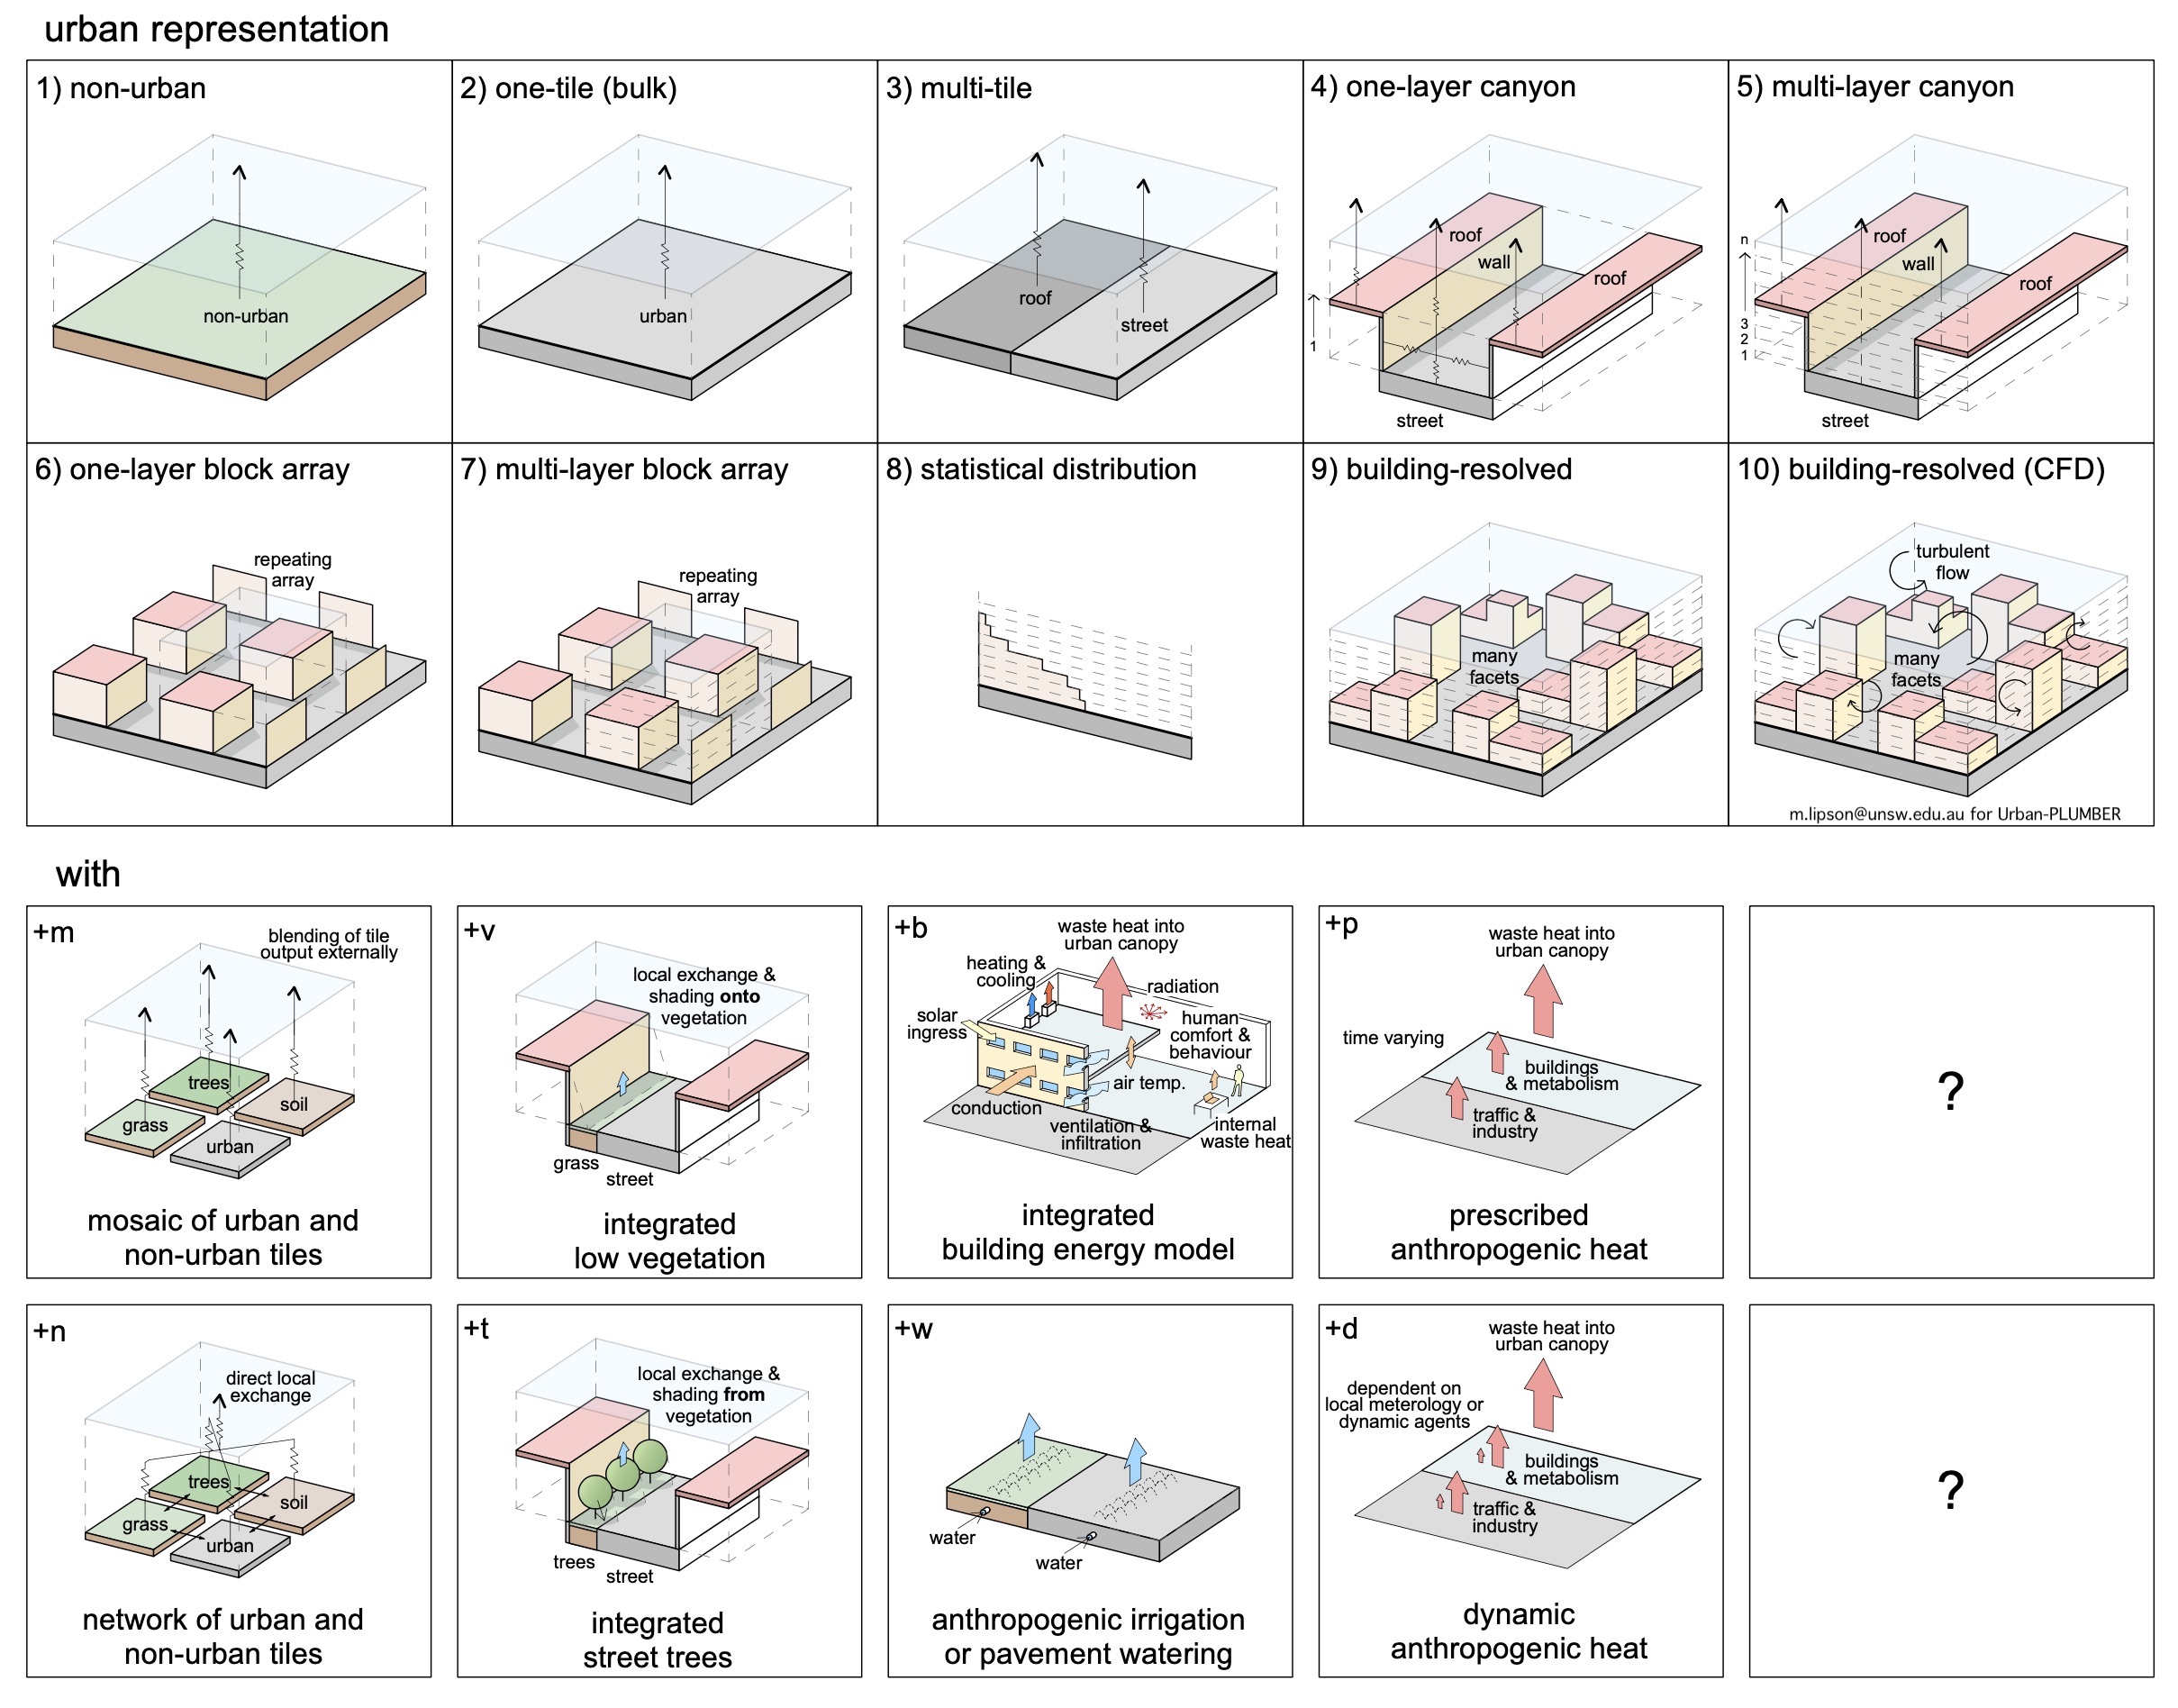 urban representation
1) non-urban
non-urban
2) one-tile (bulk)
urban
3) multi-tile
roof
street
4) one-layer canyon
roof
wall
roof
1
street
5) multi-layer canyon
n
roof
wall
roof
3
2
1
street
6) one-layer block array
repeating
array
7) multi-layer block array
repeating
array
8) statistical distribution
9) building-resolved
many
facets
10) building-resolved (CFD)
turbulent
flow
many
facets
m.lipson@unsw.edu.au for Urban-PLUMBER
with
+m
blending of tile
output externally
trees
soil
grass
urban
mosaic of urban and
non-urban tiles
+v
local exchange &
shading onto
vegetation
grass
street
integrated
low vegetation
+b
waste heat into
urban canopy
heating &
cooling
radiation
solar
ingress
human
comfort &
behaviour
air temp.
conduction
ventilation &
infiltration
internal
waste heat
integrated
building energy model
+p
waste heat into
urban canopy
time varying
buildings
& metabolism
traffic &
industry
prescribed
anthropogenic heat
?
+n
direct local
exchange
trees
soil
grass
urban
network of urban and
non-urban tiles
+t
local exchange &
shading from
vegetation
trees
street
integrated
street trees
+w
water
water
anthropogenic irrigation
or pavement watering
+d
waste heat into
urban canopy
dependent on
local meterology or
dynamic agents
buildings
& metabolism
traffic &
industry
dynamic
anthropogenic heat
?